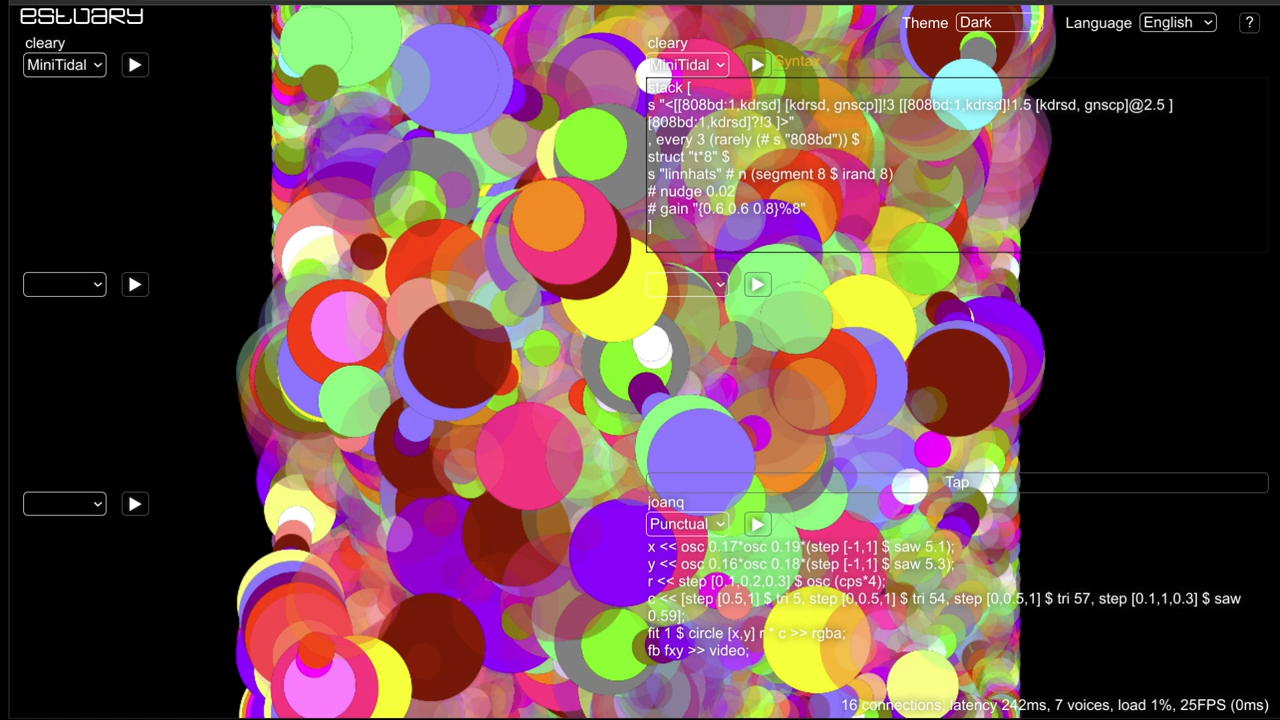 estuary
Theme Dark Language English ?
cleary
MiniTidal
cleary
MiniTidal Syntax
stack [
s "<[[808bd:1,kdrsd] [kdrsd, gnscp]]!3 [[808bd:1,kdrsd]!1.5 [kdrsd, gnscp]@2.5 ]
[808bd:1,kdrsd]?!3 ]>"
, every 3 (rarely (# s "808bd")) $
struct "t*8" $
s "linnhats" # n (segment 8 $ irand 8)
# nudge 0.02
# gain "{0.6 0.6 0.8}%8"
]
Tap
joanq
Punctual
x << osc 0.17*osc 0.19*(step [-1,1] $ saw 5.1);
y << osc 0.16*osc 0.18*(step [-1,1] $ saw 5.3);
r << step [0.1,0.2,0.3] $ osc (cps*4);
c << [step [0.5,1] $ tri 5, step [0,0.5,1] $ tri 54, step [0,0.5,1] $ tri 57, step [0.1,1,0.3] $ saw
0.59];
fit 1 $ circle [x,y] r * c >> rgba;
fb fxy >> video;
16 connections, latency 242ms, 7 voices, load 1%, 25FPS (0ms)